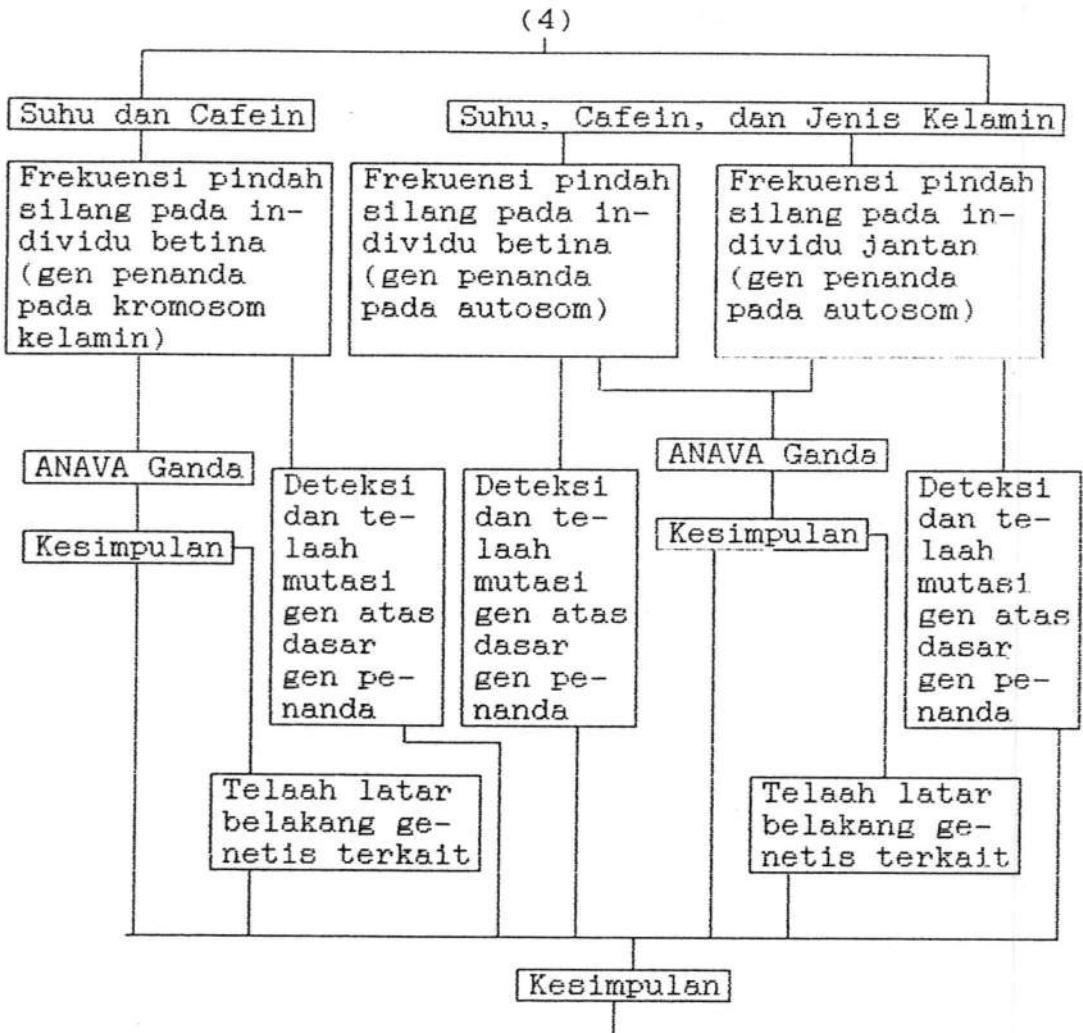 (4)
Suhu dan Cafein
Suhu, Cafein, dan Jenis Kelamin
Frekuensi pindah
silang pada in-
dividu betina
(gen penanda
pada kromosom
kelamin)
Frekuensi pindah
silang pada in-
dividu betina
(gen penanda
pada autosom)
Frekuensi pindah
silang pada in-
dividu jantan
(gen penanda
pada autosom)
ANAVA Ganda
Kesimpulan
Deteksi
dan te-
laah
mutasi
gen atas
dasar
gen pe-
nanda
Deteksi
dan te-
laah
mutasi
gen atas
dasar
gen pe-
nanda
ANAVA Ganda
Kesimpulan
Deteksi
dan te-
laah
mutasi
gen atas
dasar
gen pe-
nanda
Telaah latar
belakang ge-
netis terkait
Telaah latar
belakang ge-
netis terkait
Kesimpulan